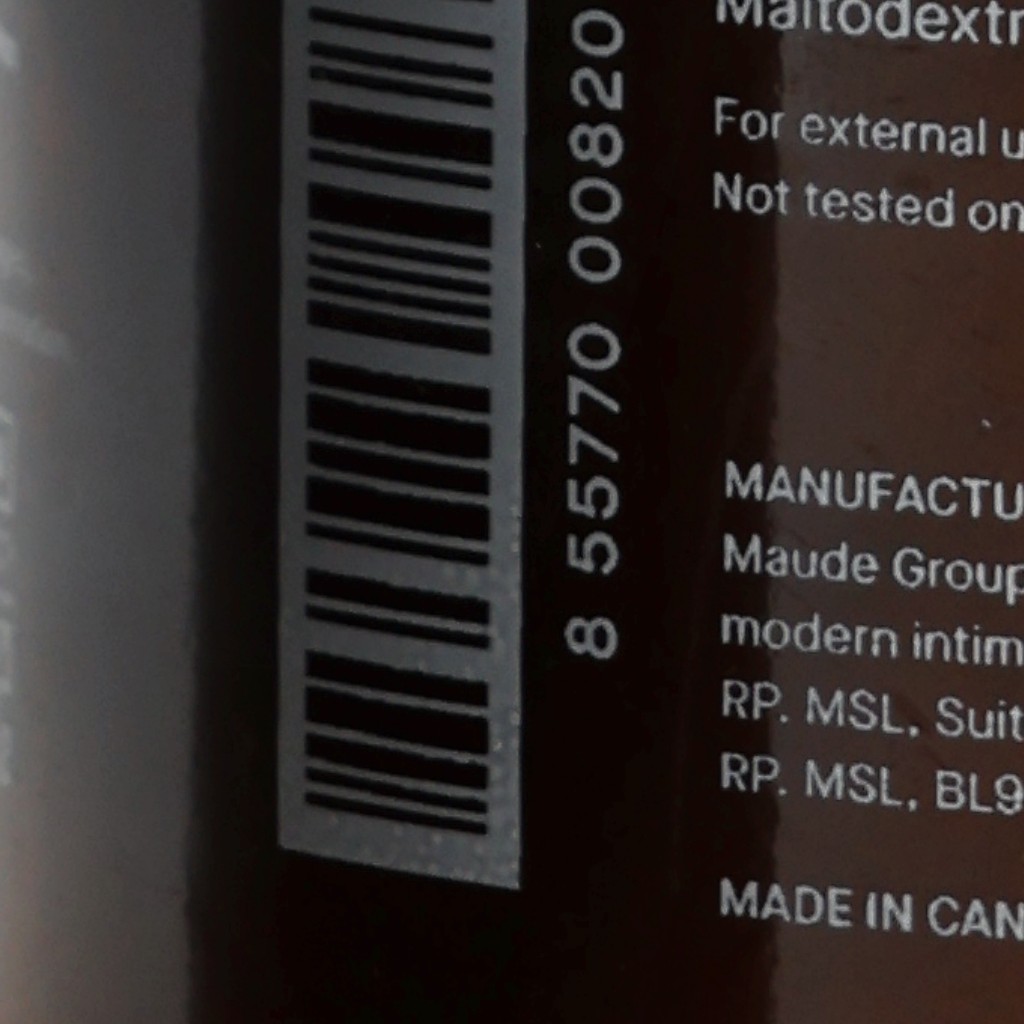 8 55770 00820
Maltodextr
For external u
Not tested on
MANUFACTU
Maude Group
modern intim
RP. MSL, Suit
RP. MSL, BL9
MADE IN CAN